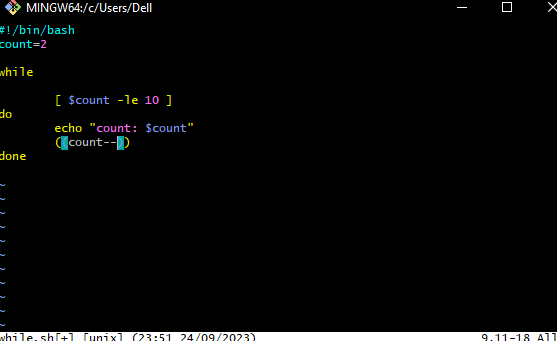 MINGW64:/c/Users/Dell
#!/bin/bash
count=2
while
[ $count -le 10 ]
do
echo "count: $count"
((count--))
done
~
~
~
~
~
~
~
~
~
~
~
while.sh[+] [unix] (23:51 24/09/2023) 9,11-18 All